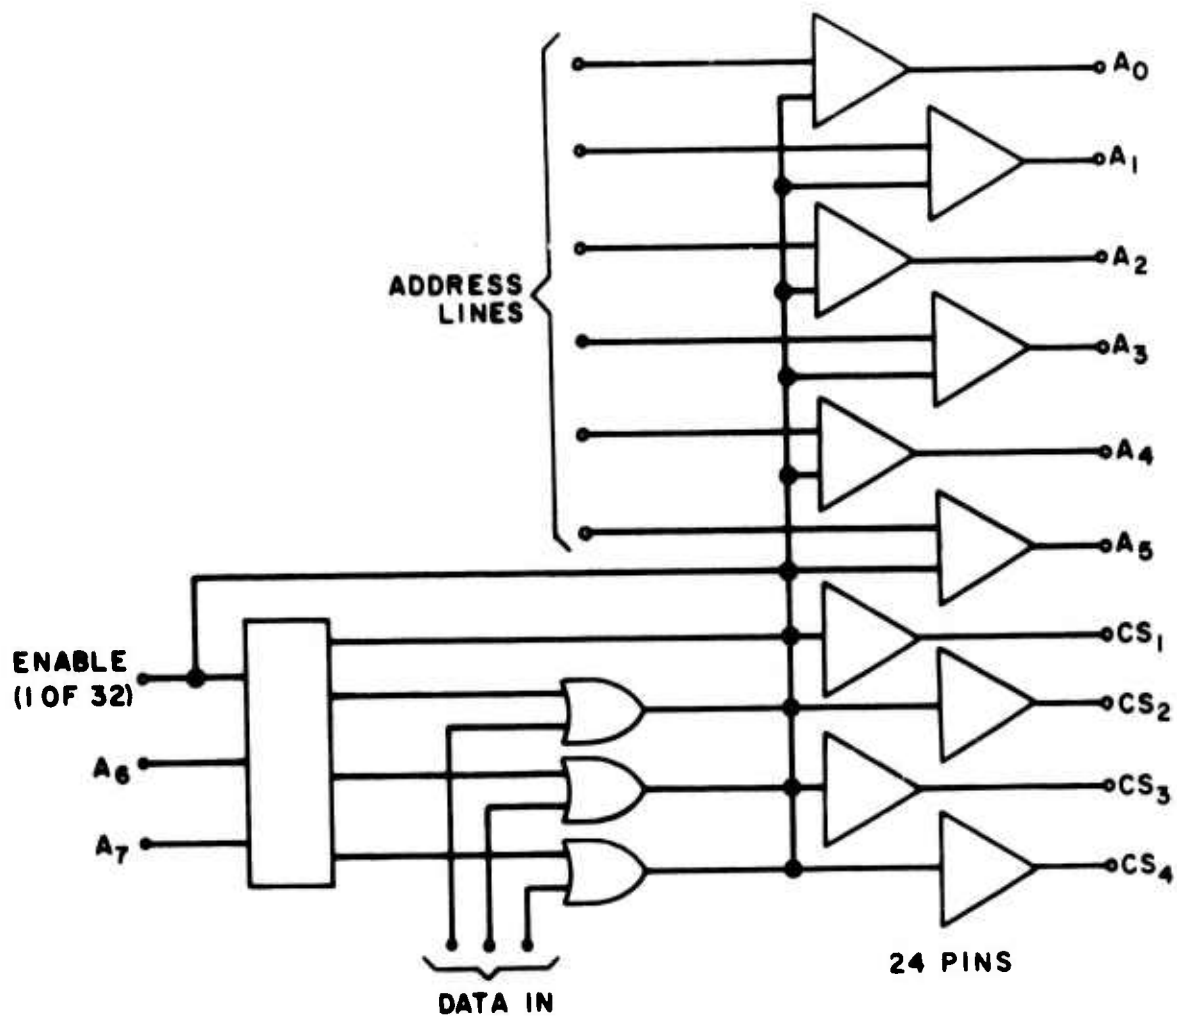 A0
A1
A2
ADDRESS
LINES
A3
A4
A5
ENABLE
(1 OF 32)
CS1
CS2
A6
CS3
A7
CS4
24 PINS
DATA IN